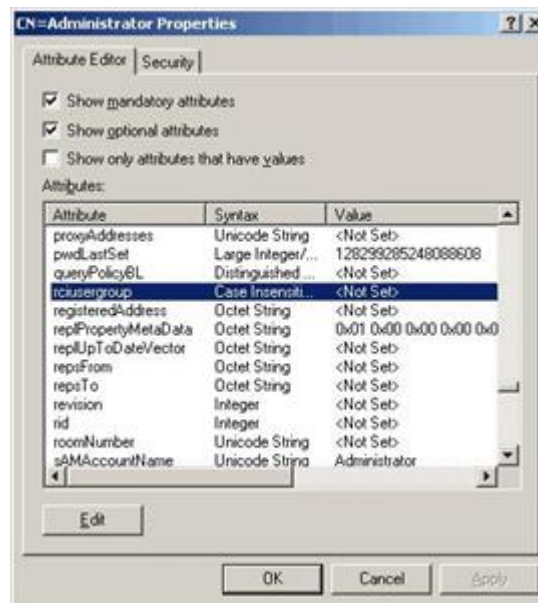 CN=Administrator Properties
Attribute Editor Security
Show mandatory attributes
Show optional attributes
Show only attributes that have values
Attributes:
Attribute Syntax Value
proxyAddresses Unicode String <Not Set>
pwdLastSet Large Integer/... 128299285248088608
queryPolicyBL Distinguished ... <Not Set>
rciusergroup Case Insensiti... <Not Set>
registeredAddress Octet String <Not Set>
replPropertyMetaData Octet String 0x01 0x00 0x00 0x00 0x0
replUpToDateVector Octet String <Not Set>
repsFrom Octet String <Not Set>
repsTo Octet String <Not Set>
revision Integer <Not Set>
rid Integer <Not Set>
roomNumber Unicode String <Not Set>
sAMAccountName Unicode String Administrator
Edit
OK Cancel Apply